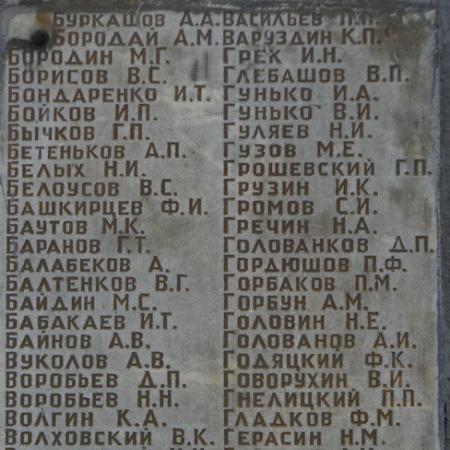 БУРКАШОВ А.А.
БОРОДАЙ А.М.
БОРОДИН М.Г.
БОРИСОВ В.С.
БОНДАРЕНКО И.Т.
БОЙКОВ И.П.
БЫЧКОВ Г.П.
БЕТЕНЬКОВ А.П.
БЕЛЫХ Н.И.
БЕЛОУСОВ В.С.
БАШКИРЦЕВ Ф.И.
БАУТОВ М.К.
БАРАНОВ Г.Т.
БАЛАБЕКОВ А.
БАЛТЕНКОВ В.Г.
БАЙДИН М.С.
БАБАКАЕВ И.Т.
БАЙНОВ А.В.
ВУКОЛОВ А.В.
ВОРОБЬЕВ Д.П.
ВОРОБЬЕВ Н.Н.
ВОЛГИН К.А.
ВОЛХОВСКИЙ В.К.
ВАСИЛЬЕВ П.П.
ВАРУЗДИН К.П.
ГРЕК И.Н.
ГЛЕБАШОВ В.П.
ГУНЬКО И.А.
ГУНЬКО В.И.
ГУЛЯЕВ Н.И.
ГУЗОВ М.Е.
ГРОШЕВСКИЙ Г.П.
ГРУЗИН И.К.
ГРОМОВ С.И.
ГРЕЧИН Н.А.
ГОЛОВАНКОВ Д.П.
ГОРДЮШОВ П.Ф.
ГОРБАКОВ П.М.
ГОРБУН А.М.
ГОЛОВИН Н.Е.
ГОЛОВАНОВ А.И.
ГОДЯЦКИЙ Ф.К.
ГОВОРУХИН В.И.
ГНЕЛИЦКИЙ П.П.
ГЛАДКОВ Ф.М.
ГЕРАСИН Н.М.